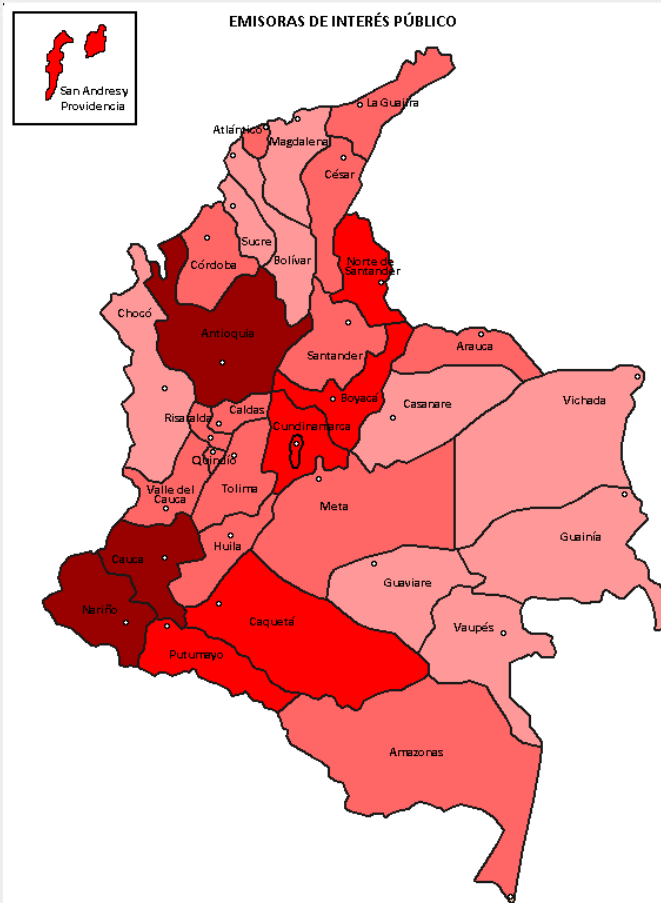 EMISORAS DE INTERÉS PÚBLICO
San Andres y
Providencia
La Guajira
Atlántico
Magdalena
César
Sucre
Bolívar
Córdoba
Norte de
Santander
Chocó
Antioquia
Santander
Arauca
Boyacá
Casanare
Vichada
Risaralda
Caldas
Cundinamarca
Quindío
Valle del
Cauca
Tolima
Meta
Guainía
Cauca
Huila
Guaviare
Nariño
Caquetá
Vaupés
Putumayo
Amazonas